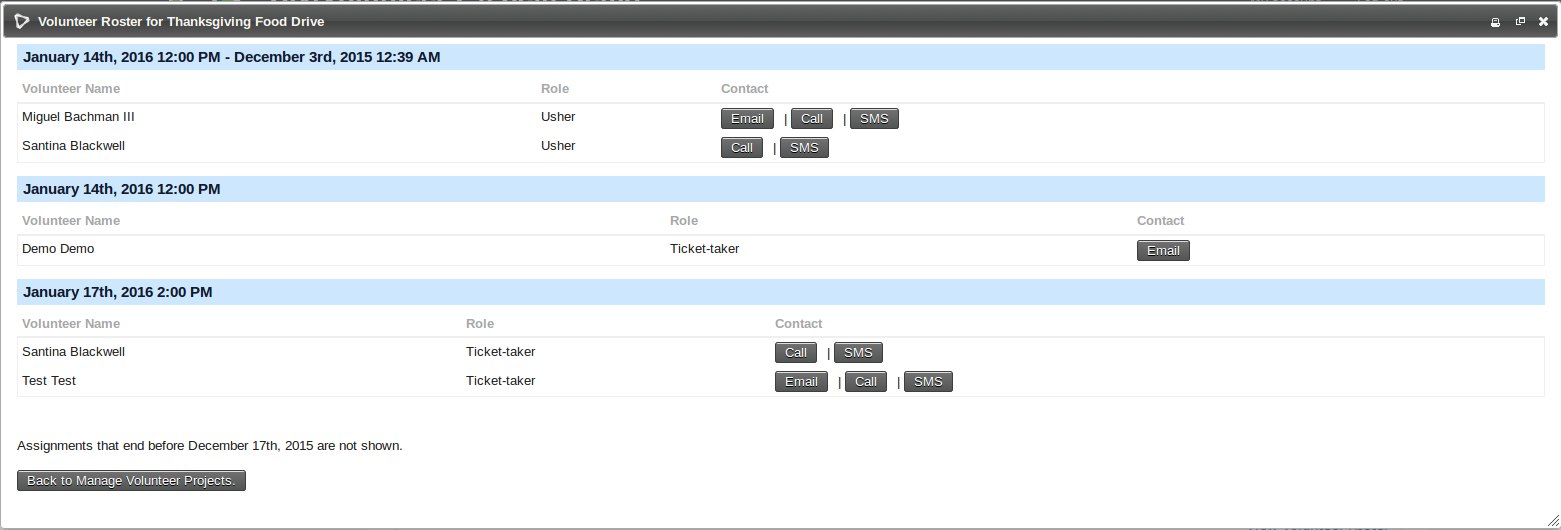 Volunteer Roster for Thanksgiving Food Drive
January 14th, 2016 12:00 PM - December 3rd, 2015 12:39 AM
Volunteer Name Role Contact
Miguel Bachman III Usher Email | Call | SMS
Santina Blackwell Usher Call | SMS
January 14th, 2016 12:00 PM
Volunteer Name Role Contact
Demo Demo Ticket-taker Email
January 17th, 2016 2:00 PM
Volunteer Name Role Contact
Santina Blackwell Ticket-taker Call | SMS
Test Test Ticket-taker Email | Call | SMS
Assignments that end before December 17th, 2015 are not shown.
Back to Manage Volunteer Projects.